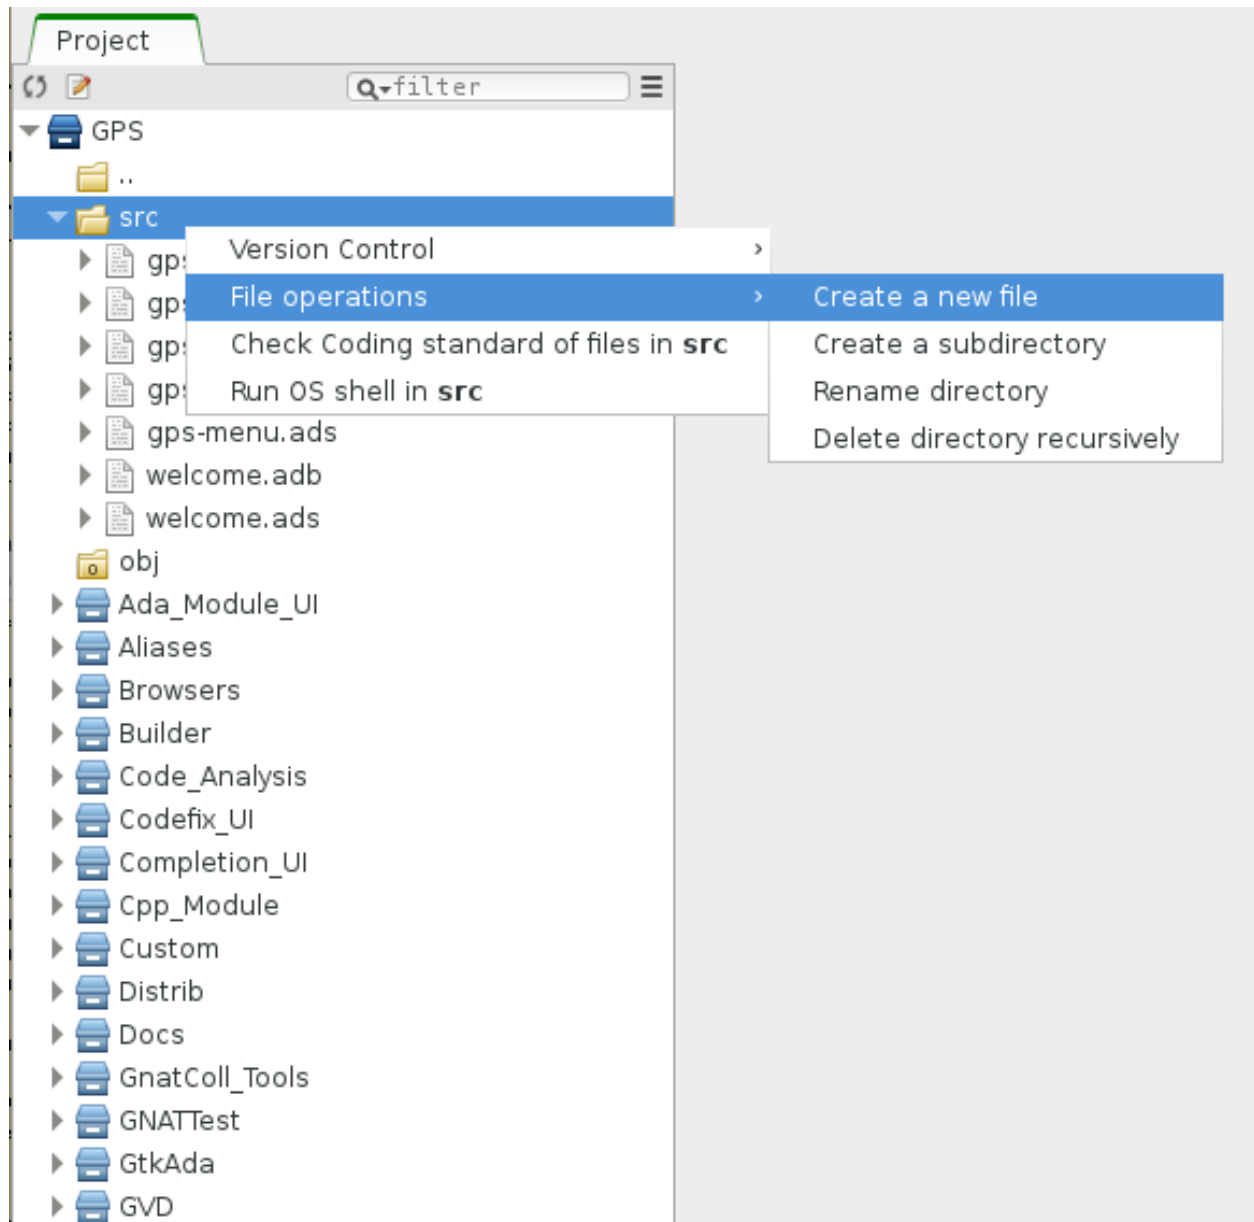 Project
filter
GPS
..
src
Version Control
File operations
Create a new file
Check Coding standard of files in src
Create a subdirectory
Run OS shell in src
Rename directory
Delete directory recursively
gps-menu.ads
welcome.adb
welcome.ads
obj
Ada_Module_UI
Aliases
Browsers
Builder
Code_Analysis
Codefix_UI
Completion_UI
Cpp_Module
Custom
Distrib
Docs
GnatColl_Tools
GNATTest
GtkAda
GVD